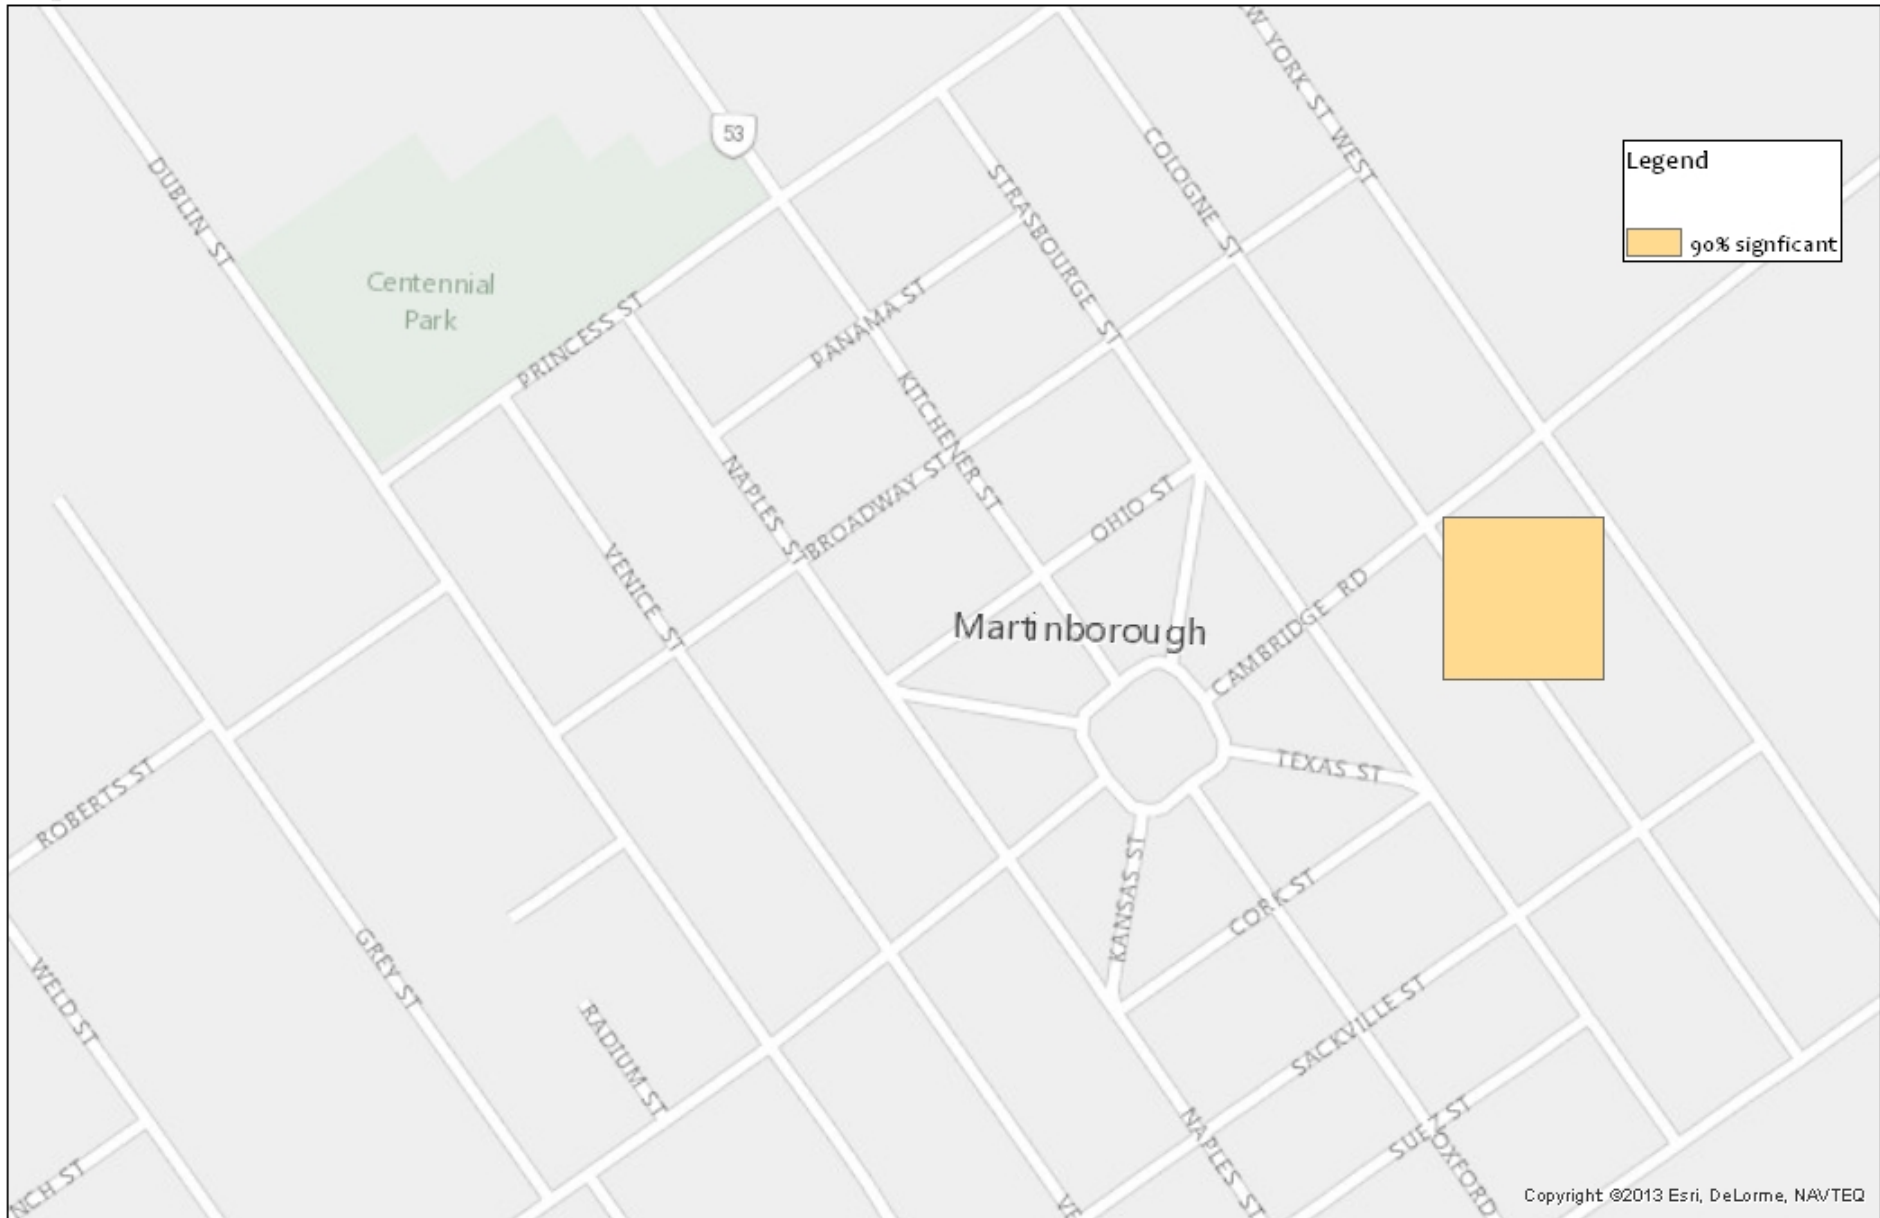 NEW YORK ST WEST
53
COLOGNE ST
DUBLIN ST
STRASBOURGE ST
Legend
90% signficant
Centennial
Park
PRINCESS ST
PANAMA ST
KITCHENER ST
NAPLES ST
BROADWAY ST
OHIO ST
VENICE ST
Martinborough
CAMBRIDGE RD
TEXAS ST
ROBERTS ST
KANSAS ST
CORK ST
GREY ST
WELD ST
RADIUM ST
SACKVILLE ST
SUEZ ST
NAPLES ST
OXFORD
NCH ST
VE
Copyright ©2013 Esri, DeLorme, NAVTEQ